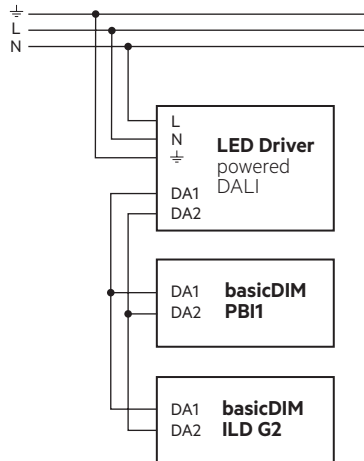 ⏚
L
N
L
N
⏚
LED Driver
powered
DALI
DA1
DA2
DA1 basicDIM
DA2 PBI1
DA1 basicDIM
DA2 ILD G2